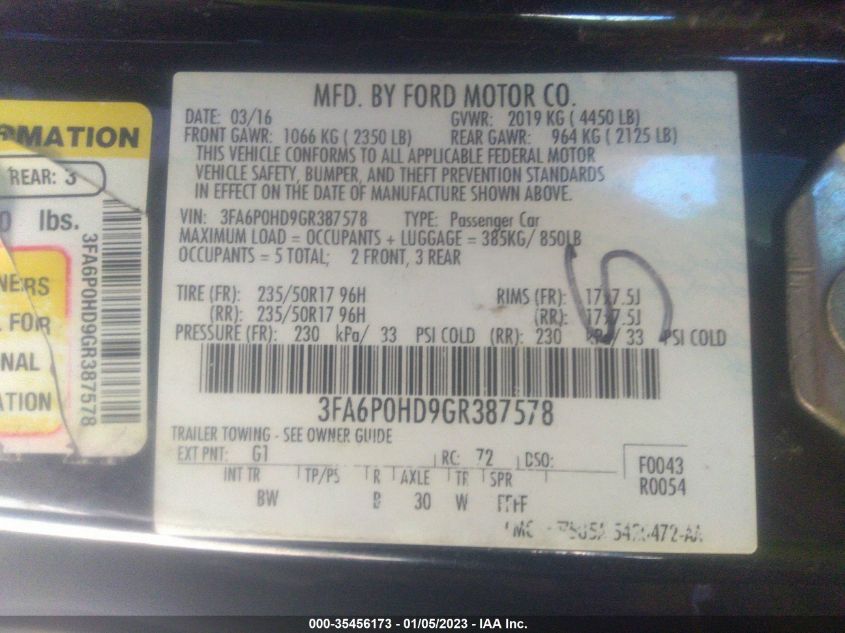 MFD. BY FORD MOTOR CO.
DATE: 03/16 GVWR: 2019 KG ( 4450 LB)
FRONT GAWR: 1066 KG ( 2350 LB) REAR GAWR: 964 KG ( 2125 LB)
THIS VEHICLE CONFORMS TO ALL APPLICABLE FEDERAL MOTOR
VEHICLE SAFETY, BUMPER, AND THEFT PREVENTION STANDARDS
IN EFFECT ON THE DATE OF MANUFACTURE SHOWN ABOVE.
VIN: 3FA6P0HD9GR387578 TYPE: Passenger Car
MAXIMUM LOAD = OCCUPANTS + LUGGAGE = 385KG/ 850LB
OCCUPANTS = 5 TOTAL; 2 FRONT, 3 REAR
TIRE (FR): 235/50R17 96H RIMS (FR): 17x7.5J
(RR): 235/50R17 96H (RR): 17x7.5J
PRESSURE (FR): 230 kPa/ 33 PSI COLD (RR): 230 kPa/ 33 PSI COLD
3FA6P0HD9GR387578
TRAILER TOWING - SEE OWNER GUIDE
EXT PNT: G1 RC: 72 DSO:
INT TR TP/PS R AXLE TR SPR
BW B 30 W
F0043
R0054
MATION
REAR: 3
0 lbs.
NERS
FOR
NAL
ATION
3FA6P0HD9GR387578
000-35456173 - 01/05/2023 - IAA Inc.